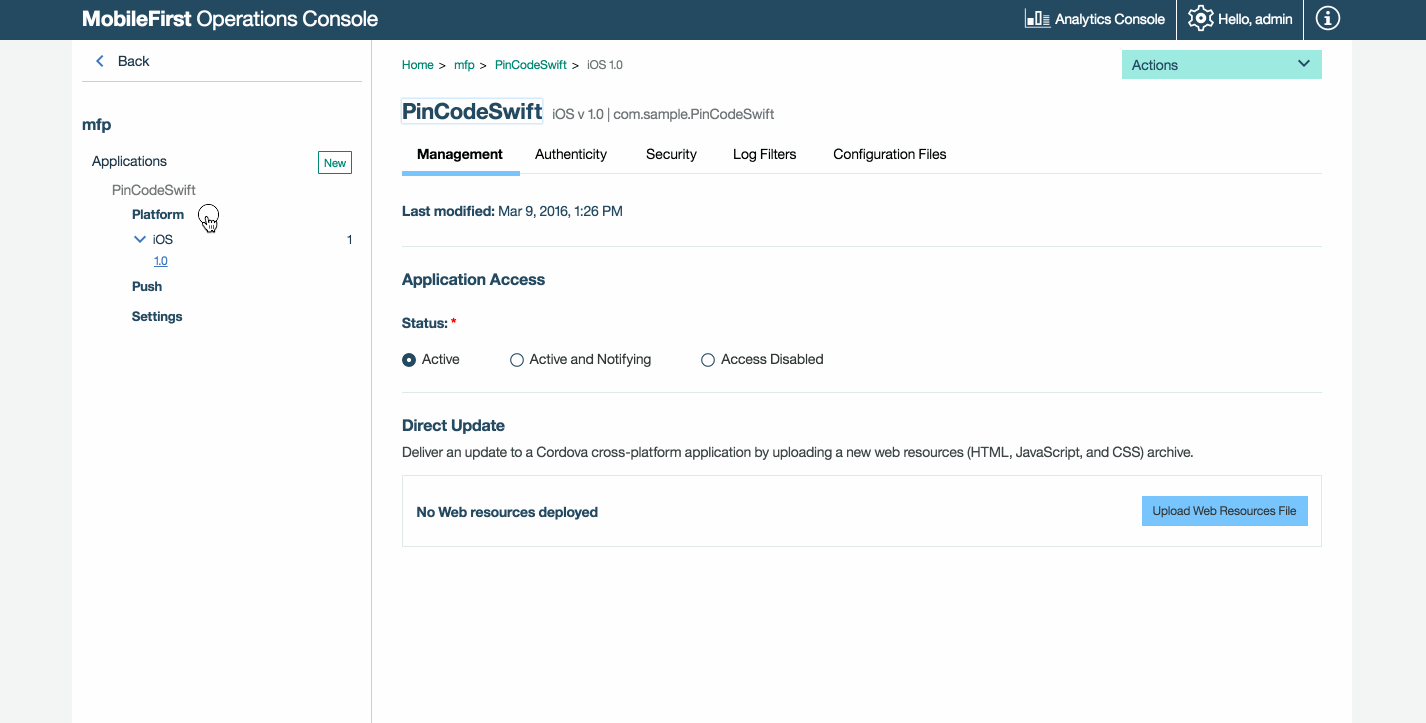 MobileFirst Operations Console
Analytics Console
Hello, admin
Back
mfp
Applications
New
PinCodeSwift
Platform
iOS
1
1.0
Push
Settings
Home > mfp > PinCodeSwift > iOS 1.0
Actions
PinCodeSwift iOS v 1.0 | com.sample.PinCodeSwift
Management Authenticity Security Log Filters Configuration Files
Last modified: Mar 9, 2016, 1:26 PM
Application Access
Status: *
Active Active and Notifying Access Disabled
Direct Update
Deliver an update to a Cordova cross-platform application by uploading a new web resources (HTML, JavaScript, and CSS) archive.
No Web resources deployed
Upload Web Resources File